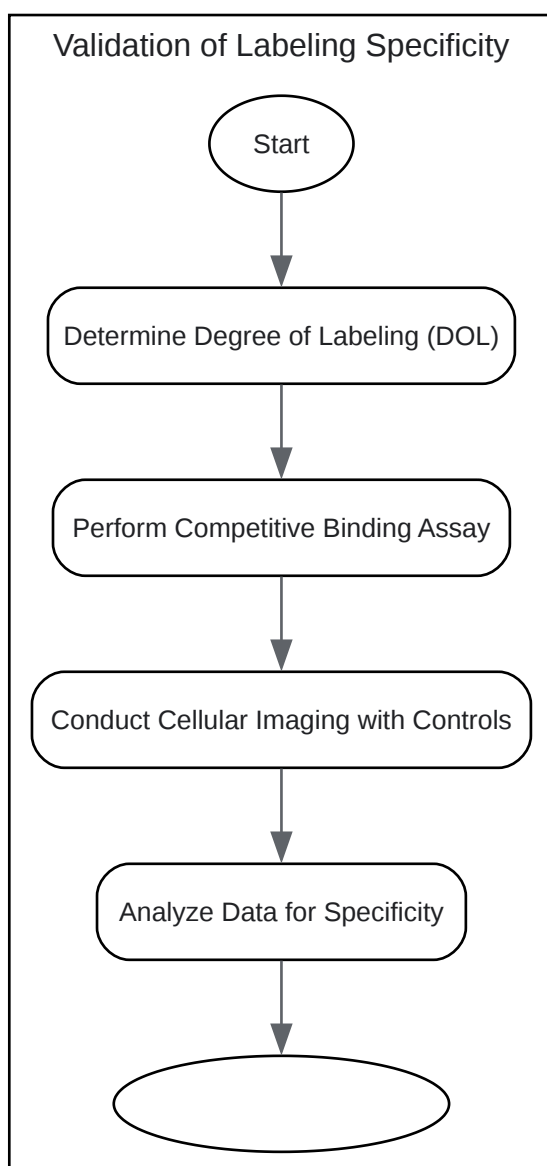 Validation of Labeling Specificity
Start
Determine Degree of Labeling (DOL)
Perform Competitive Binding Assay
Conduct Cellular Imaging with Controls
Analyze Data for Specificity